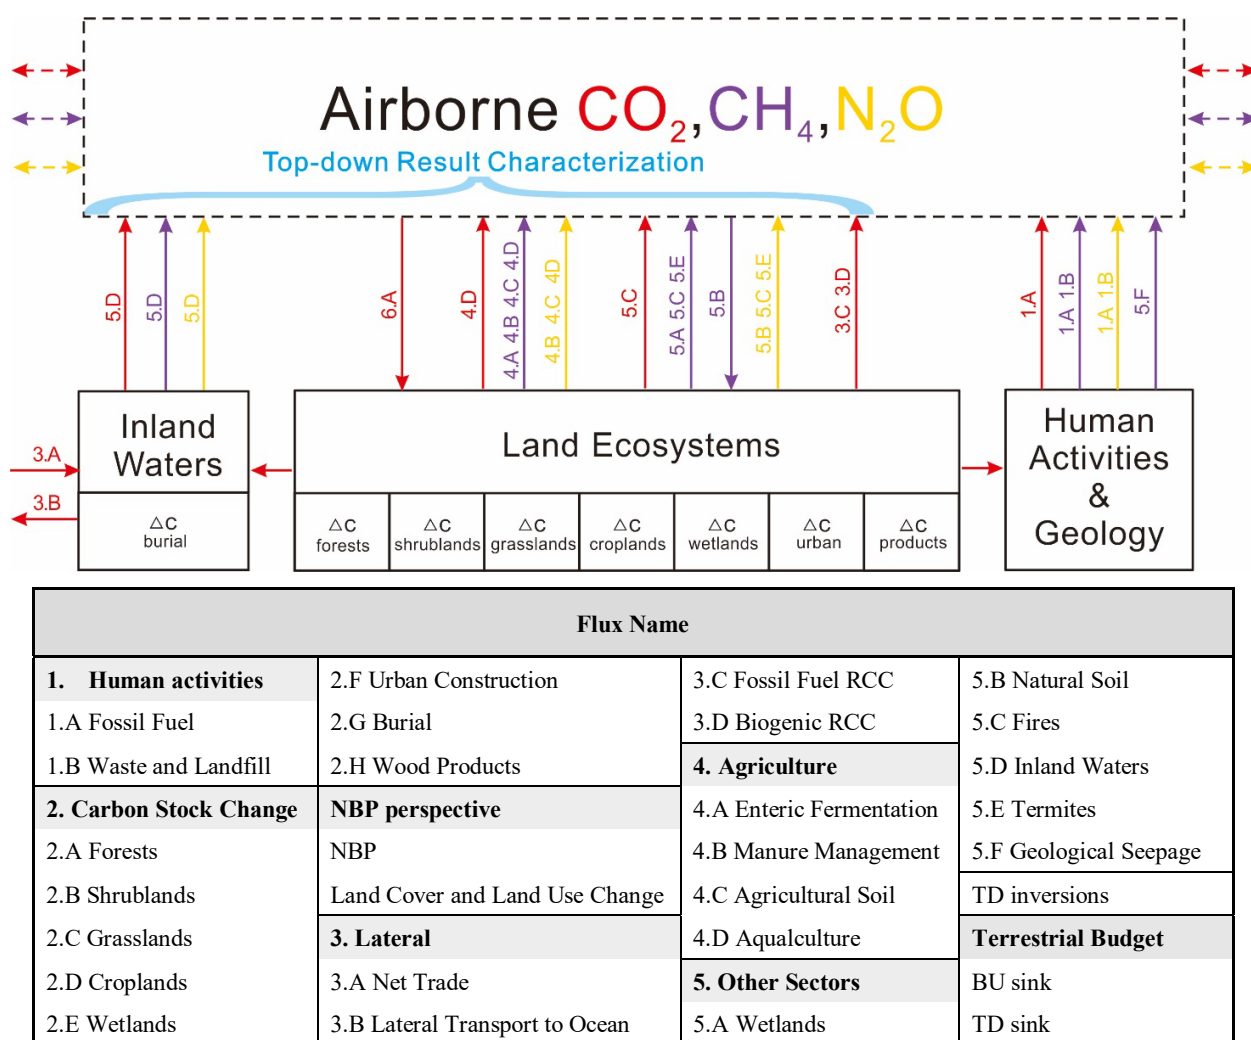 Airborne CO₂,CH₄,N₂O
Top-down Result Characterization
5.D
5.D
5.D
6.A
4.D
4.A 4.B 4.C 4.D
4.B 4.C 4D
5.C
5.A 5.C 5.E
5.B
5.B 5.C 5.E
3.C 3.D
1.A
1.A 1.B
1.A 1.B
5.F
3.A
3.B
Inland
Waters
△C
burial
Land Ecosystems
△C
forests
△C
shrublands
△C
grasslands
△C
croplands
△C
wetlands
△C
urban
△C
products
Human
Activities
&
Geology
Flux Name
1. Human activities
1.A Fossil Fuel
1.B Waste and Landfill
2. Carbon Stock Change
2.A Forests
2.B Shrublands
2.C Grasslands
2.D Croplands
2.E Wetlands
2.F Urban Construction
2.G Burial
2.H Wood Products
NBP perspective
NBP
Land Cover and Land Use Change
3. Lateral
3.A Net Trade
3.B Lateral Transport to Ocean
3.C Fossil Fuel RCC
3.D Biogenic RCC
4. Agriculture
4.A Enteric Fermentation
4.B Manure Management
4.C Agricultural Soil
4.D Aqualculture
5. Other Sectors
5.A Wetlands
5.B Natural Soil
5.C Fires
5.D Inland Waters
5.E Termites
5.F Geological Seepage
TD inversions
Terrestrial Budget
BU sink
TD sink